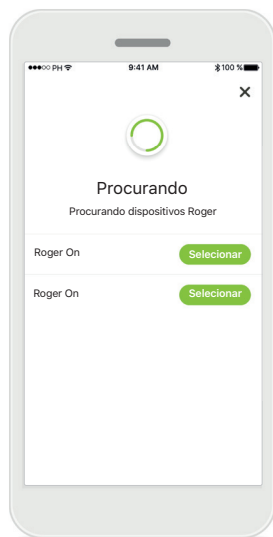 ●●●○○ PH 9:41 AM 100 %
×
Procurando
Procurando dispositivos Roger
Roger On Selecionar
Roger On Selecionar